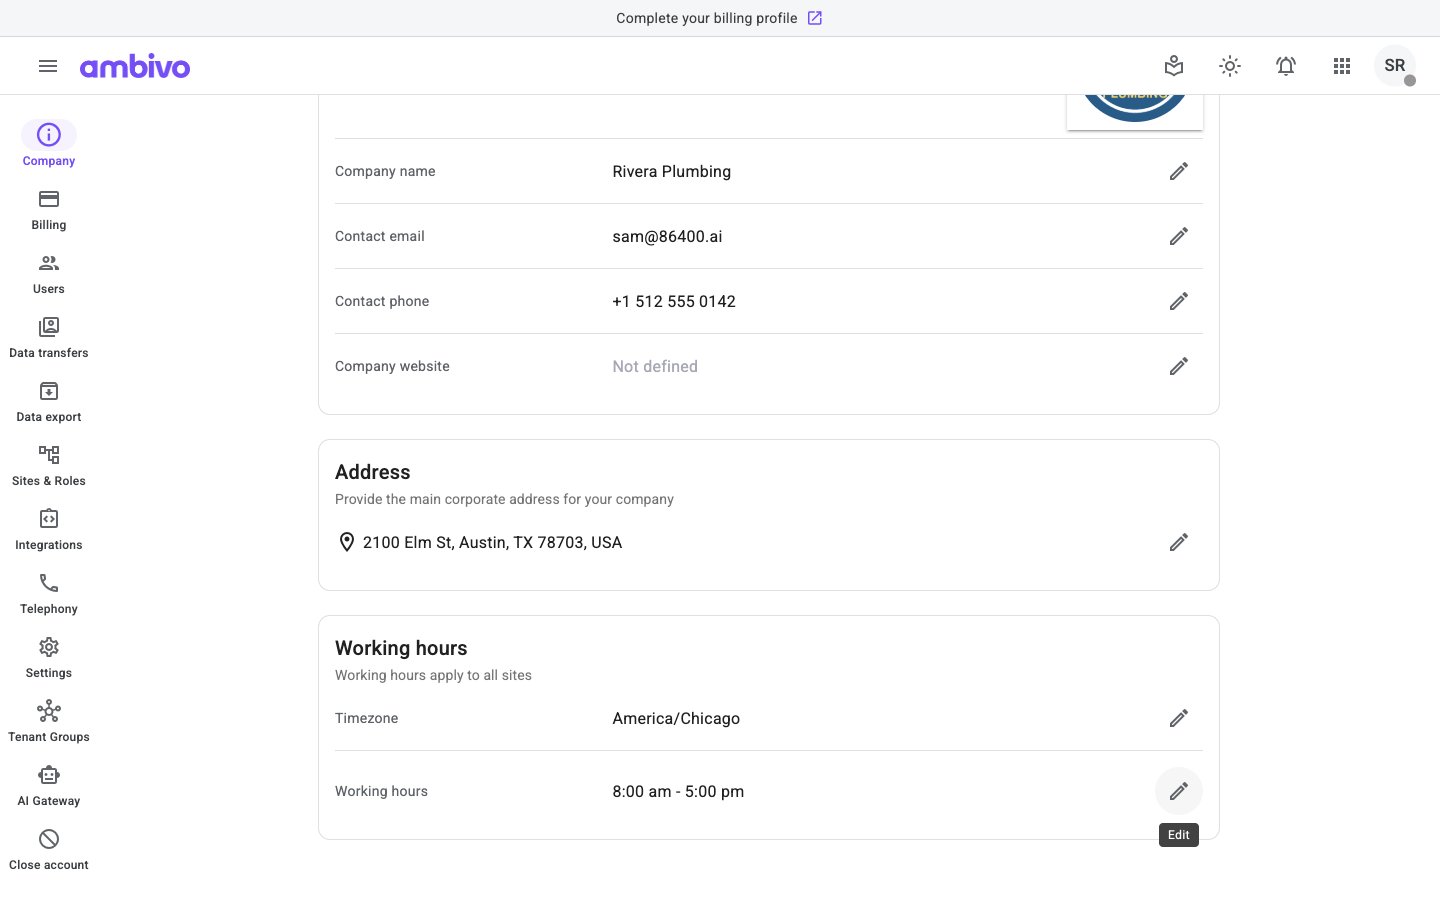 Complete your billing profile
ambivo
SR
Company
Billing
Users
Data transfers
Data export
Sites & Roles
Integrations
Telephony
Settings
Tenant Groups
AI Gateway
Close account
Company name
Rivera Plumbing
Contact email
sam@86400.ai
Contact phone
+1 512 555 0142
Company website
Not defined
Address
Provide the main corporate address for your company
2100 Elm St, Austin, TX 78703, USA
Working hours
Working hours apply to all sites
Timezone
America/Chicago
Working hours
8:00 am - 5:00 pm
Edit